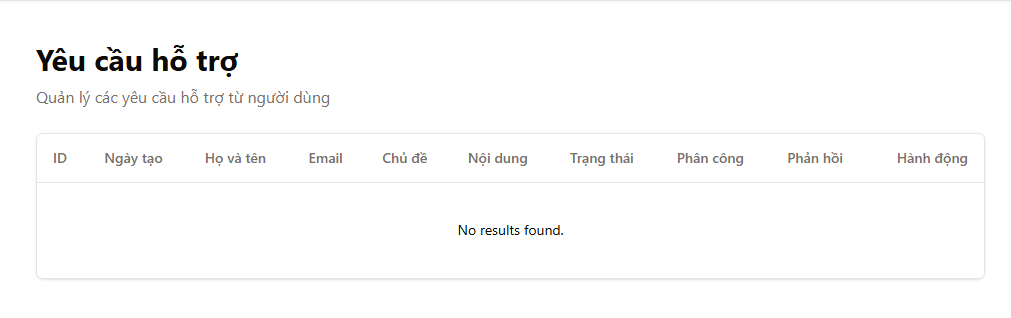 Yêu cầu hỗ trợ
Quản lý các yêu cầu hỗ trợ từ người dùng
ID Ngày tạo Họ và tên Email Chủ đề Nội dung Trạng thái Phân công Phản hồi Hành động
No results found.